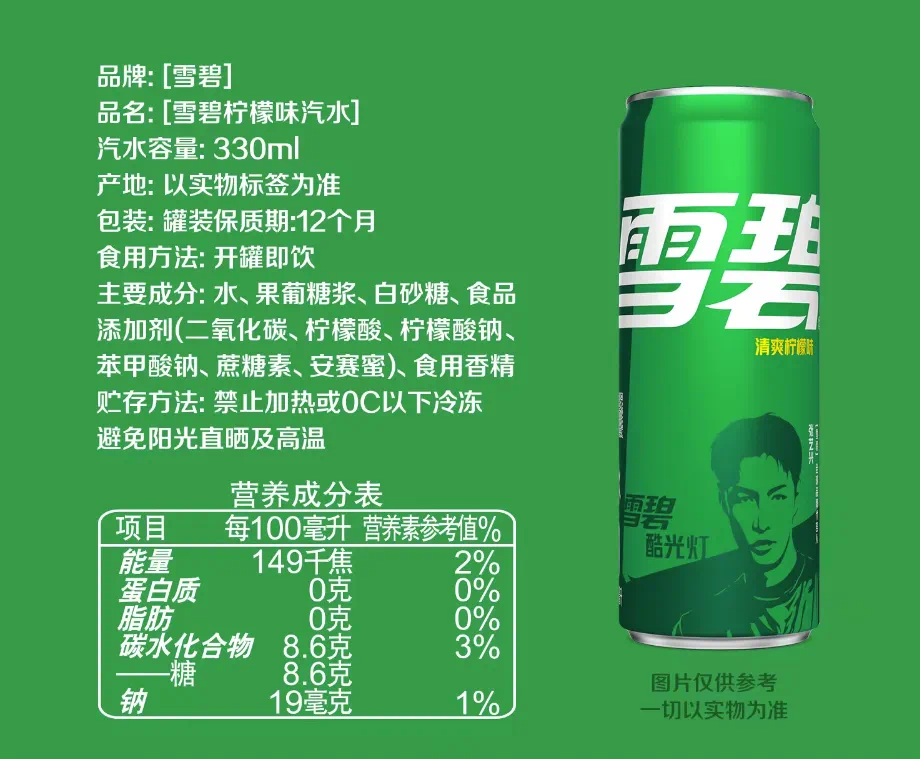 品牌: [雪碧]
品名: [雪碧柠檬味汽水]
汽水容量: 330ml
产地: 以实物标签为准
包装: 罐装保质期:12个月
食用方法: 开罐即饮
主要成分: 水、果葡糖浆、白砂糖、食品
添加剂(二氧化碳、柠檬酸、柠檬酸钠、
苯甲酸钠、蔗糖素、安赛蜜)、食用香精
贮存方法: 禁止加热或0C以下冷冻
避免阳光直晒及高温
营养成分表
项目 每100毫升 营养素参考值%
能量 149千焦 2%
蛋白质 0克 0%
脂肪 0克 0%
碳水化合物 8.6克 3%
——糖 8.6克
钠 19毫克 1%
雪碧
清爽柠檬味
雪碧
酷光灯
张艺兴
图片仅供参考
一切以实物为准